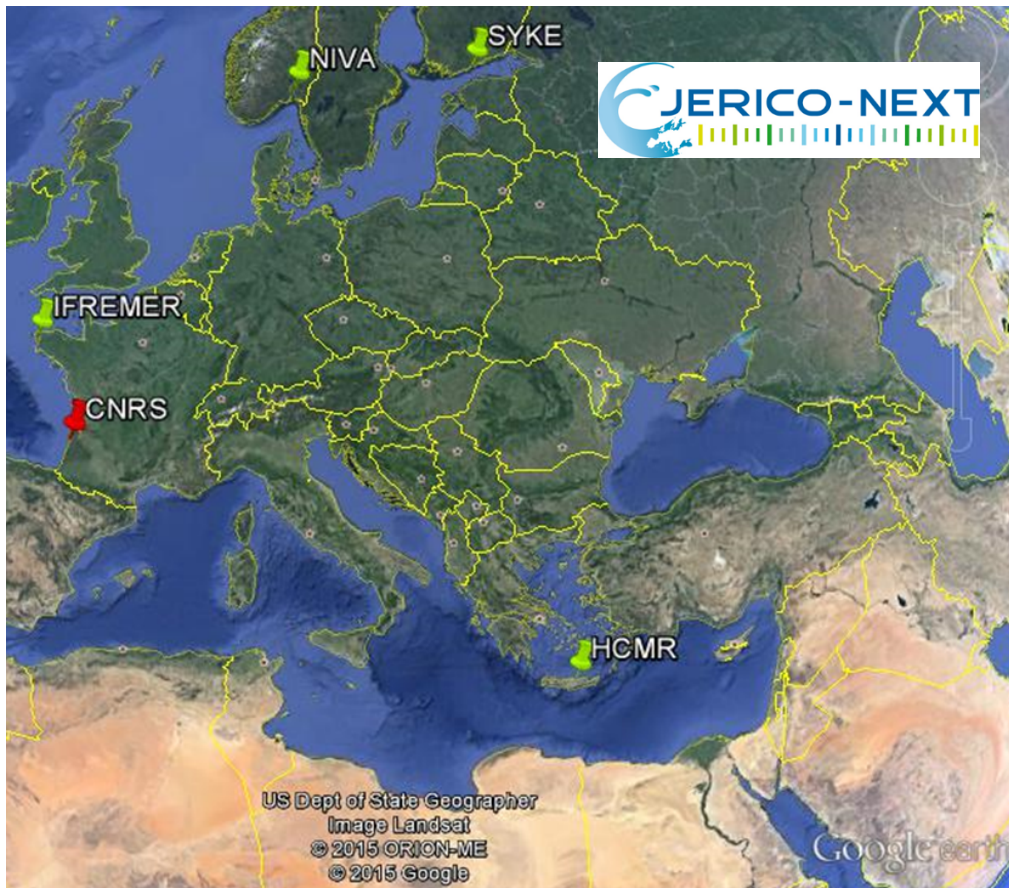 NIVA
SYKE
JERICO-NEXT
IFREMER
CNRS
HCMR
US Dept of State Geographer
Image Landsat
© 2015 ORION-ME
© 2015 Google
Google earth